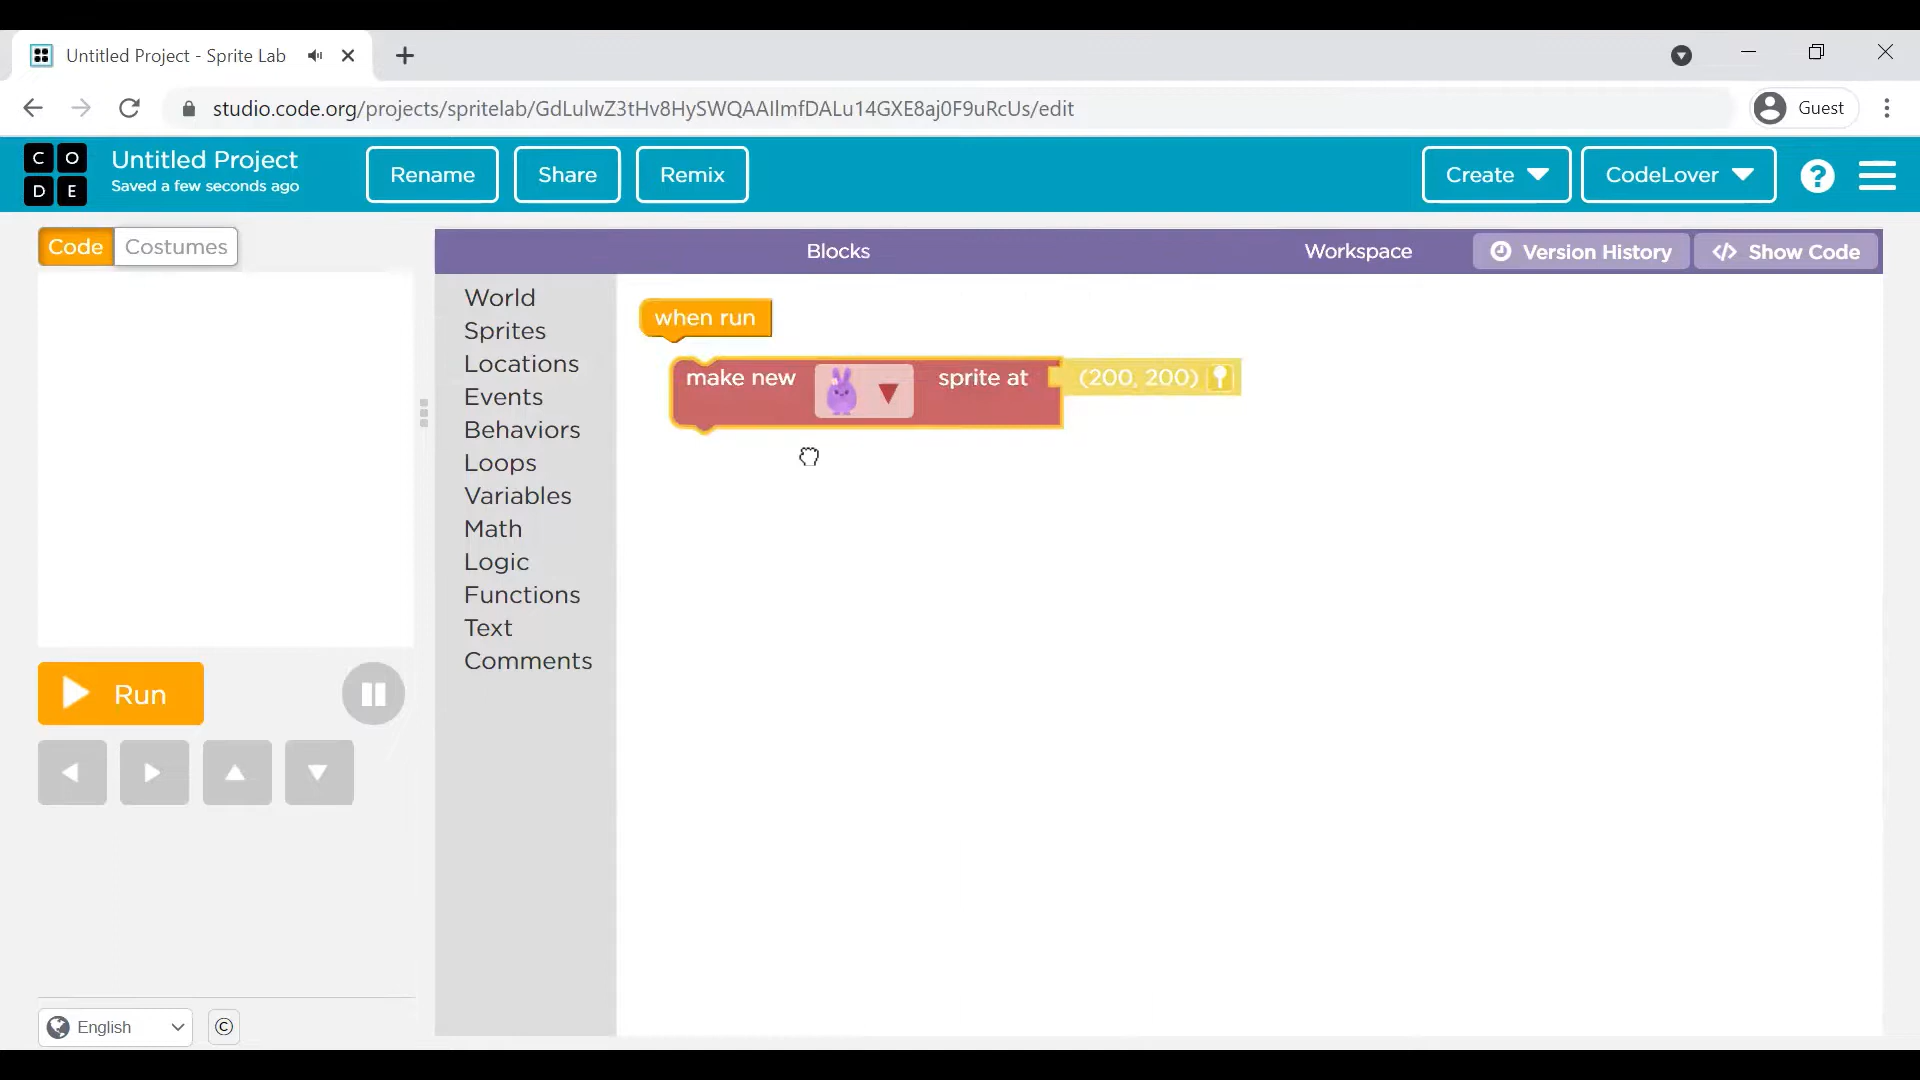 Untitled Project - Sprite Lab
studio.code.org/projects/spritelab/GdLulwZ3tHv8HySWQAAIlmfDALu14GXE8aj0F9uRcUs/edit
Guest
C O
D E
Untitled Project
Saved a few seconds ago
Rename
Share
Remix
Create
CodeLover
?
Code
Costumes
Blocks
Workspace
Version History
</> Show Code
World
Sprites
Locations
Events
Behaviors
Loops
Variables
Math
Logic
Functions
Text
Comments
when run
make new sprite at (200, 200)
Run
English
©